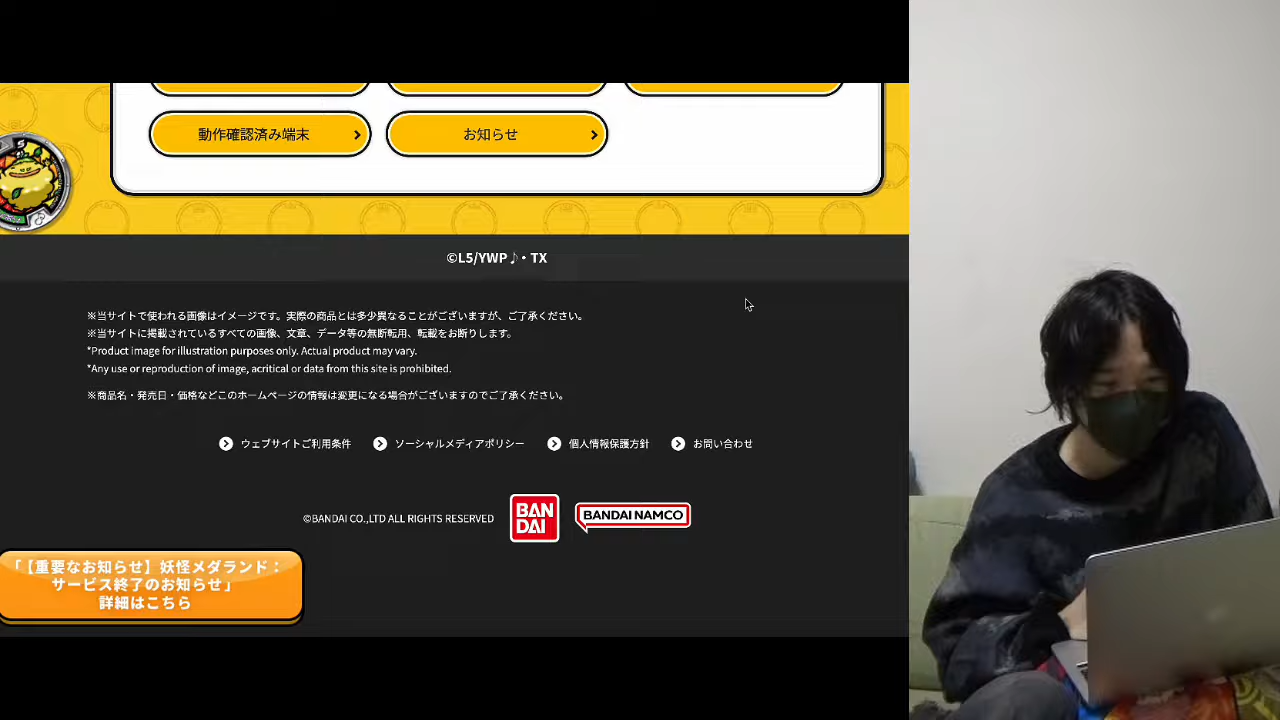 動作確認済み端末
お知らせ
©L5/YWP♪・TX
※当サイトで使われる画像はイメージです。実際の商品とは多少異なることがございますが、ご了承ください。
※当サイトに掲載されているすべての画像、文章、データ等の無断転用、転載をお断りします。
*Product image for illustration purposes only. Actual product may vary.
*Any use or reproduction of image, acritical or data from this site is prohibited.
※商品名・発売日・価格などこのホームページの情報は変更になる場合がございますのでご了承ください。
ウェブサイトご利用条件
ソーシャルメディアポリシー
個人情報保護方針
お問い合わせ
©BANDAI CO.,LTD ALL RIGHTS RESERVED
BAN
DAI
BANDAI NAMCO
「【重要なお知らせ】妖怪メダランド：
サービス終了のお知らせ」
詳細はこちら